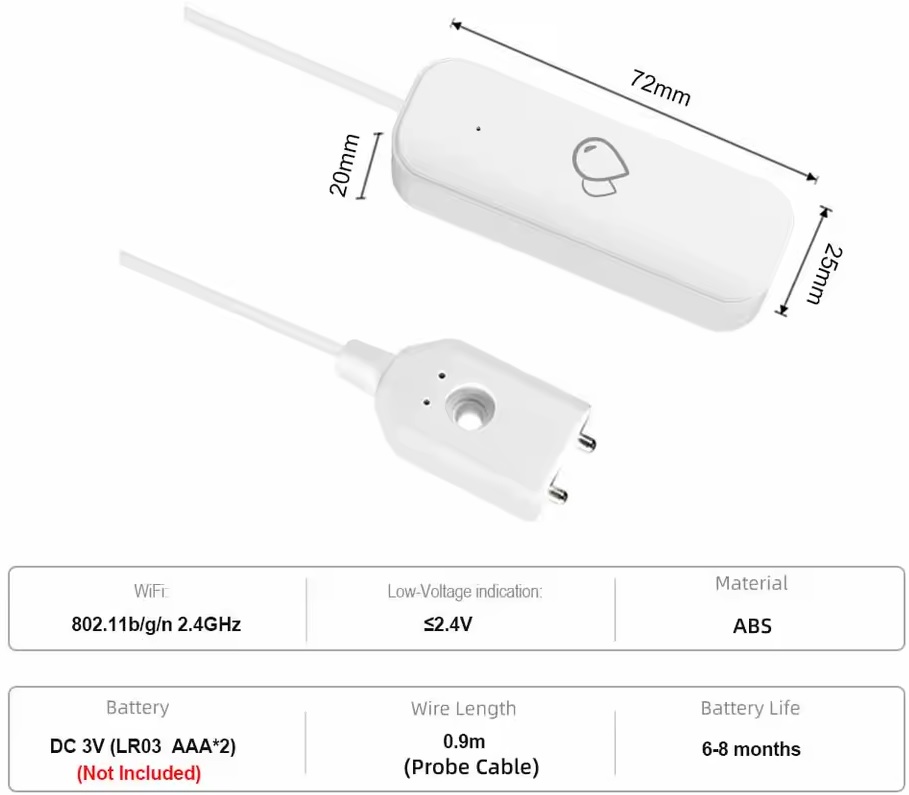 72mm
20mm
25mm
WiFi:
802.11b/g/n 2.4GHz
Low-Voltage indication:
≤2.4V
Material
ABS
Battery
DC 3V (LR03 AAA*2)
(Not Included)
Wire Length
0.9m
(Probe Cable)
Battery Life
6-8 months